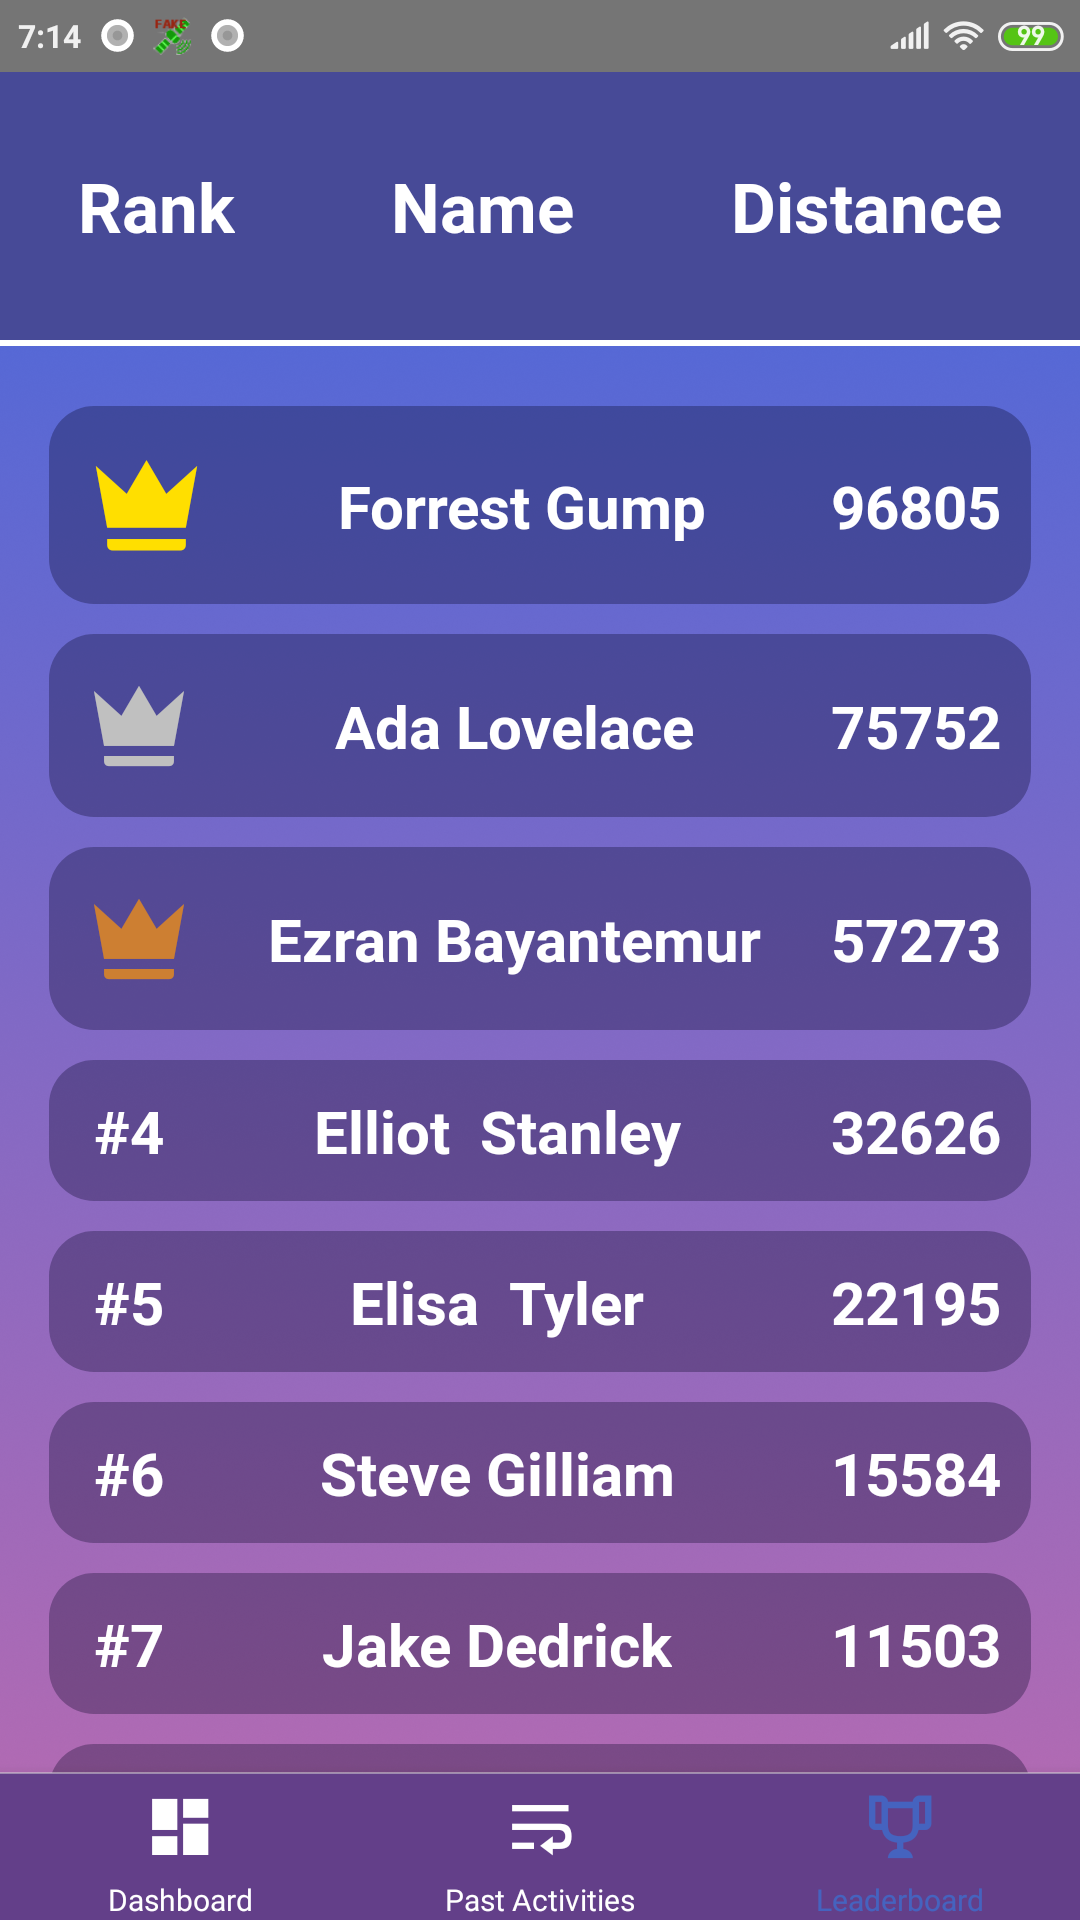 7:14 FAKE 99
Rank Name Distance
Forrest Gump 96805
Ada Lovelace 75752
Ezran Bayantemur 57273
#4 Elliot  Stanley 32626
#5 Elisa  Tyler 22195
#6 Steve Gilliam 15584
#7 Jake Dedrick 11503
Dashboard Past Activities Leaderboard